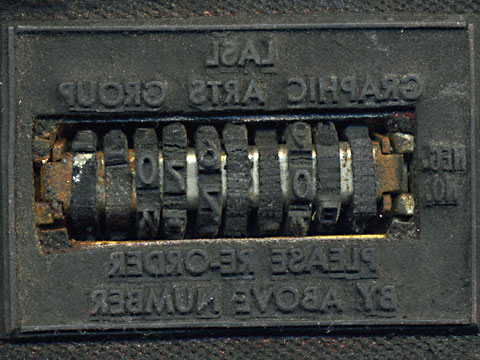 LASL
GRAPHIC ARTS GROUP
NEG.
NO.
PLEASE RE-ORDER
BY ABOVE NUMBER